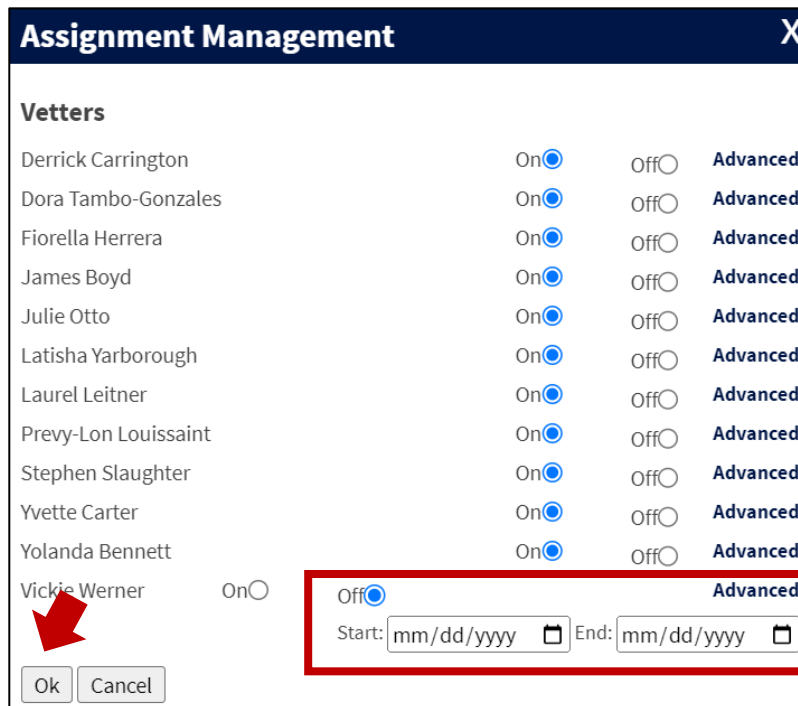 Assignment Management X
Vetters
Derrick Carrington On Off Advanced
Dora Tambo-Gonzales On Off Advanced
Fiorella Herrera On Off Advanced
James Boyd On Off Advanced
Julie Otto On Off Advanced
Latisha Yarborough On Off Advanced
Laurel Leitner On Off Advanced
Prevy-Lon Louissaint On Off Advanced
Stephen Slaughter On Off Advanced
Yvette Carter On Off Advanced
Yolanda Bennett On Off Advanced
Vickie Werner On Off Advanced
Start: mm/dd/yyyy End: mm/dd/yyyy
Ok Cancel